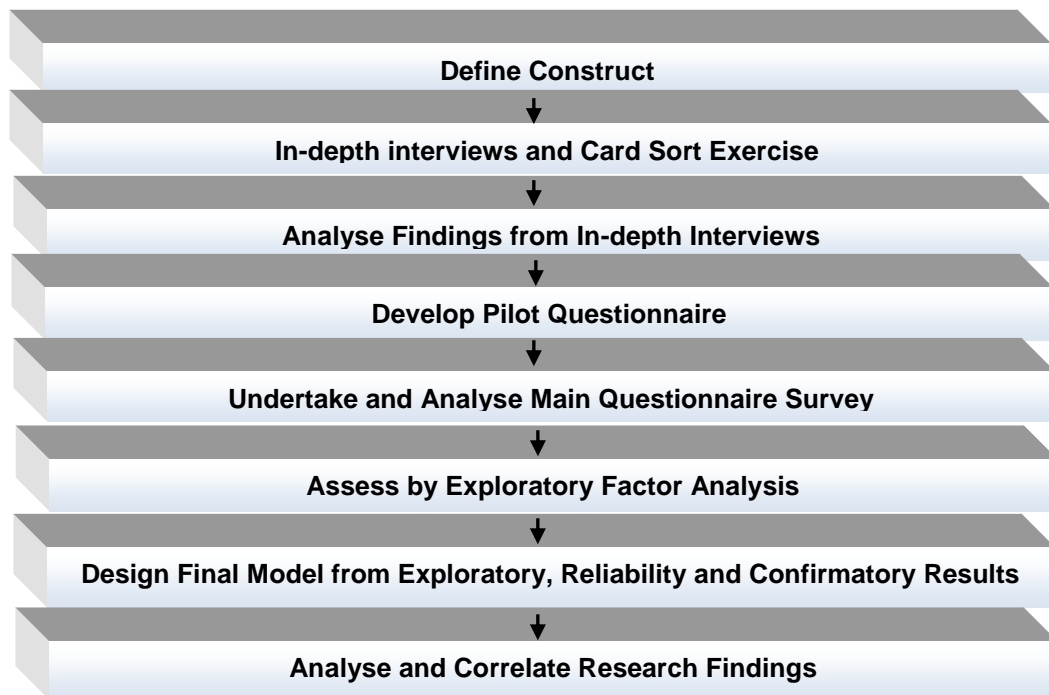 Define Construct
In-depth interviews and Card Sort Exercise
Analyse Findings from In-depth Interviews
Develop Pilot Questionnaire
Undertake and Analyse Main Questionnaire Survey
Assess by Exploratory Factor Analysis
Design Final Model from Exploratory, Reliability and Confirmatory Results
Analyse and Correlate Research Findings